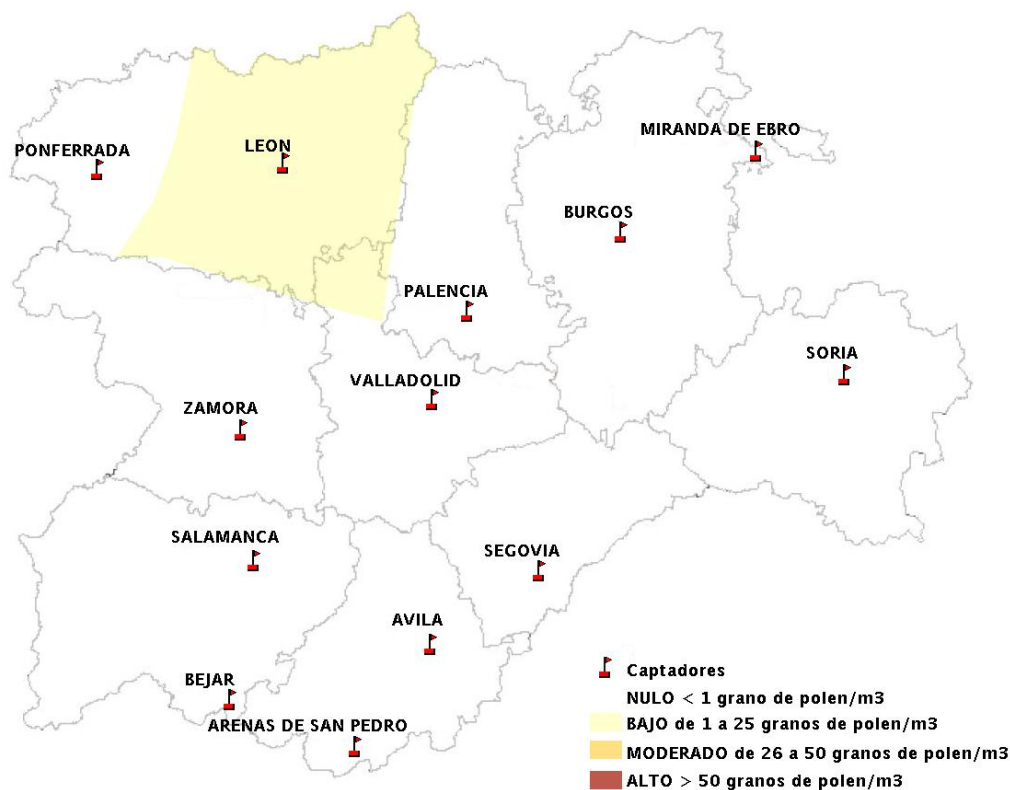 MIRANDA DE EBRO
PONFERRADA
LEON
BURGOS
PALENCIA
SORIA
VALLADOLID
ZAMORA
SALAMANCA
SEGOVIA
AVILA
BEJAR
ARENAS DE SAN PEDRO
Captadores
NULO < 1 grano de polen/m3
BAJO de 1 a 25 granos de polen/m3
MODERADO de 26 a 50 granos de polen/m3
ALTO > 50 granos de polen/m3